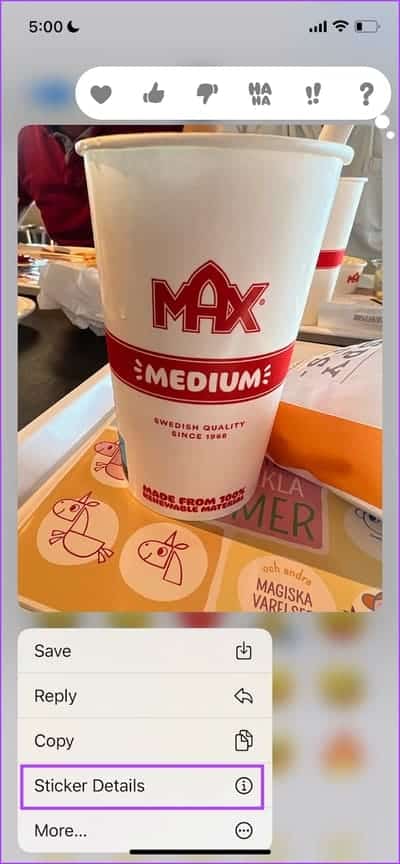 5:00
HA
HA
!!
?
MAX®
MEDIUM
SWEDISH QUALITY
SINCE 1968
MADE FROM 100%
RENEWABLE MATERIAL
MER
och andra
MAGISKA
VARELSER
Save
Reply
Copy
Sticker Details
More...